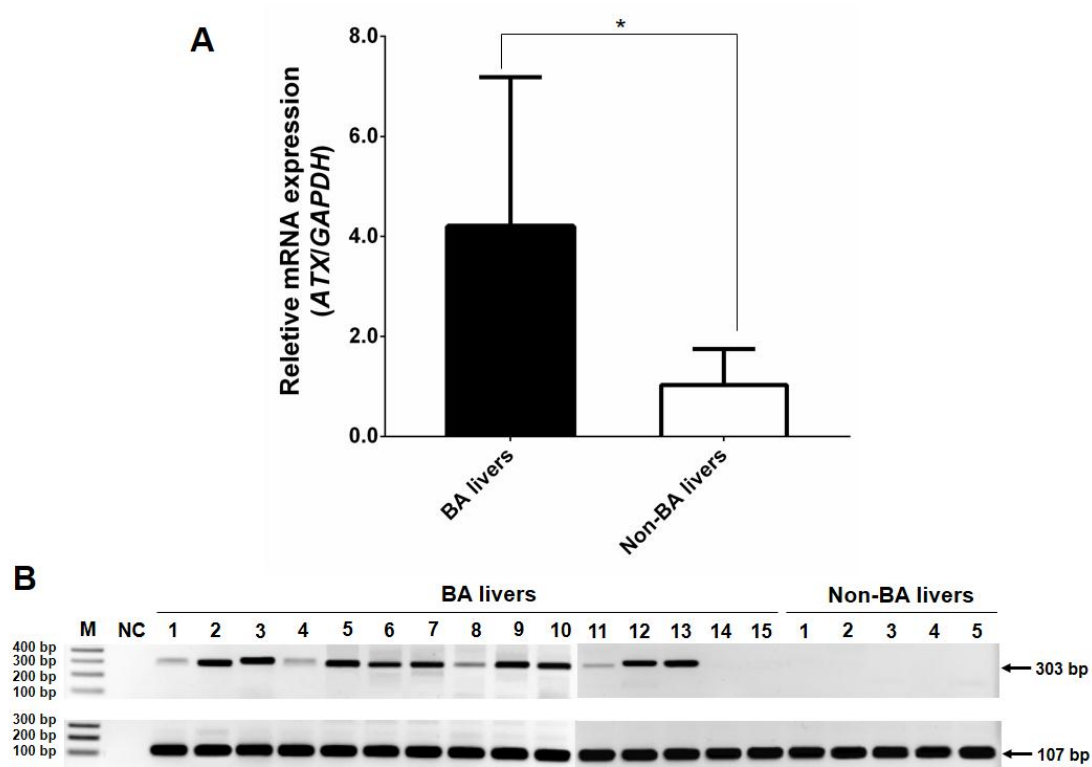 A
*
8.0
6.0
4.0
2.0
0.0
Reletive mRNA expression
(ATX/GAPDH)
BA livers
Non-BA livers
B
BA livers
Non-BA livers
M NC 1 2 3 4 5 6 7 8 9 10 11 12 13 14 15 1 2 3 4 5
400 bp
300 bp
200 bp
100 bp
303 bp
300 bp
200 bp
100 bp
107 bp